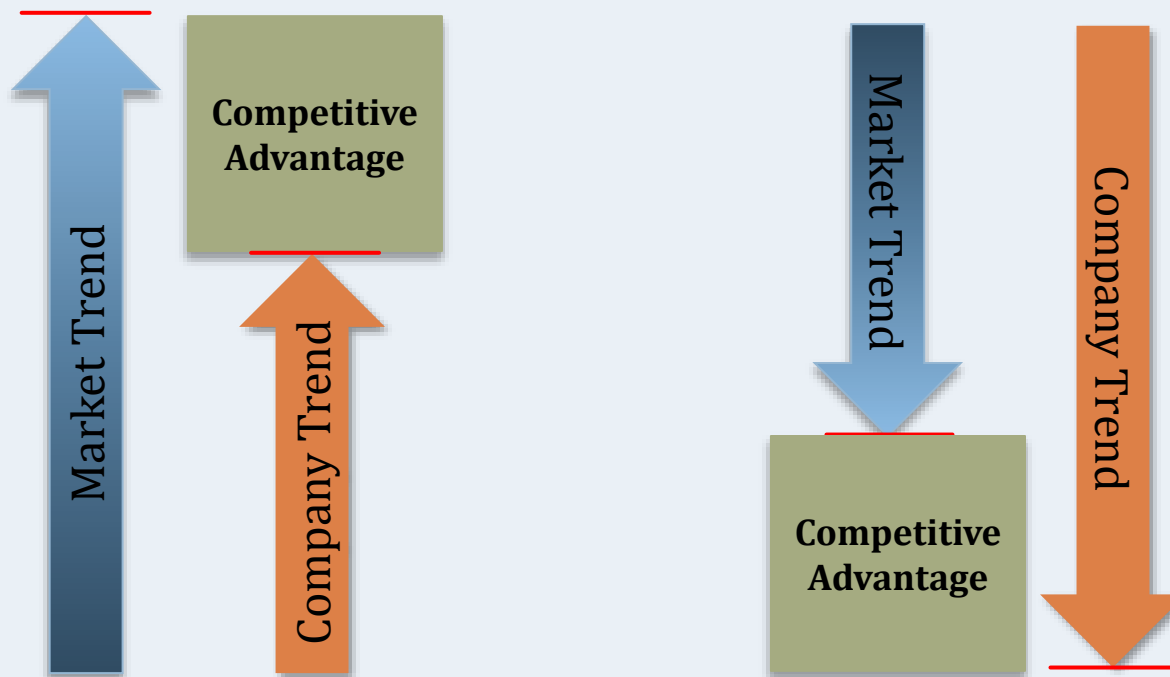 Market Trend
Competitive
Advantage
Company Trend
Market Trend
Competitive
Advantage
Company Trend